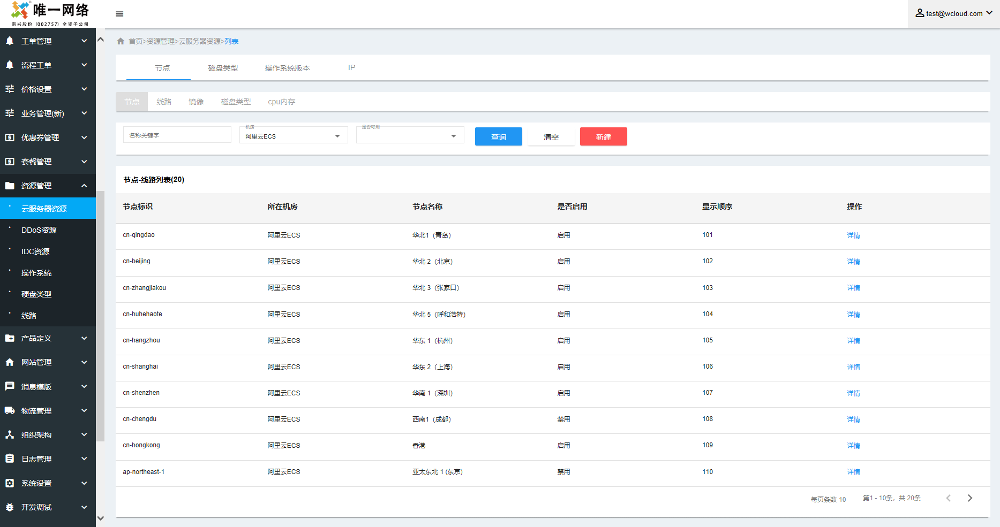 唯一网络
南兴股份（002757）全资子公司
test@wcloud.com
工单管理
流程工单
价格设置
业务管理(新)
优惠券管理
套餐管理
资源管理
云服务器资源
DDoS资源
IDC资源
操作系统
硬盘类型
线路
产品定义
网站管理
消息模版
物流管理
组织架构
日志管理
系统设置
开发调试
首页>资源管理>云服务器资源>列表
节点 磁盘类型 操作系统版本 IP
节点 线路 镜像 磁盘类型 cpu内存
名称关键字 机房 阿里云ECS 是否可用 查询 清空 新建
节点-线路列表(20)
节点标识 所在机房 节点名称 是否启用 显示顺序 操作
cn-qingdao 阿里云ECS 华北1（青岛） 启用 101 详情
cn-beijing 阿里云ECS 华北 2（北京） 启用 102 详情
cn-zhangjiakou 阿里云ECS 华北 3（张家口） 启用 103 详情
cn-huhehaote 阿里云ECS 华北 5（呼和浩特） 启用 104 详情
cn-hangzhou 阿里云ECS 华东 1（杭州） 启用 105 详情
cn-shanghai 阿里云ECS 华东 2（上海） 启用 106 详情
cn-shenzhen 阿里云ECS 华南 1（深圳） 启用 107 详情
cn-chengdu 阿里云ECS 西南1（成都） 禁用 108 详情
cn-hongkong 阿里云ECS 香港 启用 109 详情
ap-northeast-1 阿里云ECS 亚太东北 1 (东京) 禁用 110 详情
每页条数 10 第1 - 10条，共 20条